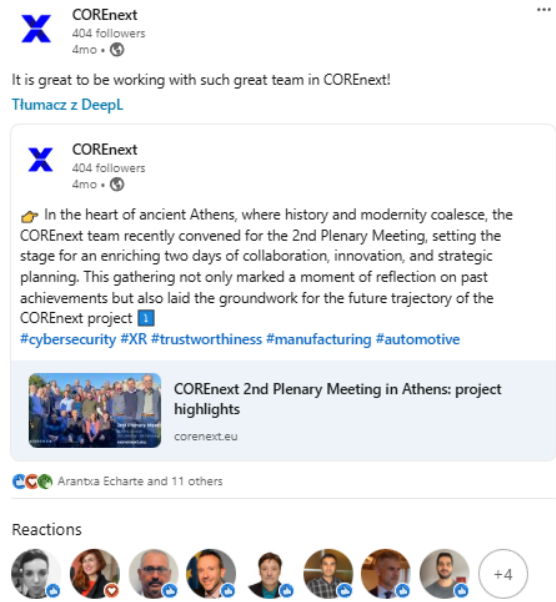 COREnext
404 followers
4mo •
It is great to be working with such great team in COREnext!
Tłumacz z DeepL
COREnext
404 followers
4mo •
👉 In the heart of ancient Athens, where history and modernity coalesce, the
COREnext team recently convened for the 2nd Plenary Meeting, setting the
stage for an enriching two days of collaboration, innovation, and strategic
planning. This gathering not only marked a moment of reflection on past
achievements but also laid the groundwork for the future trajectory of the
COREnext project 1️⃣
#cybersecurity #XR #trustworthiness #manufacturing #automotive
COREnext 2nd Plenary Meeting in Athens: project
highlights
corenext.eu
2nd Plenary Meeti
corenext.eu
Arantxa Echarte and 11 others
Reactions
+4